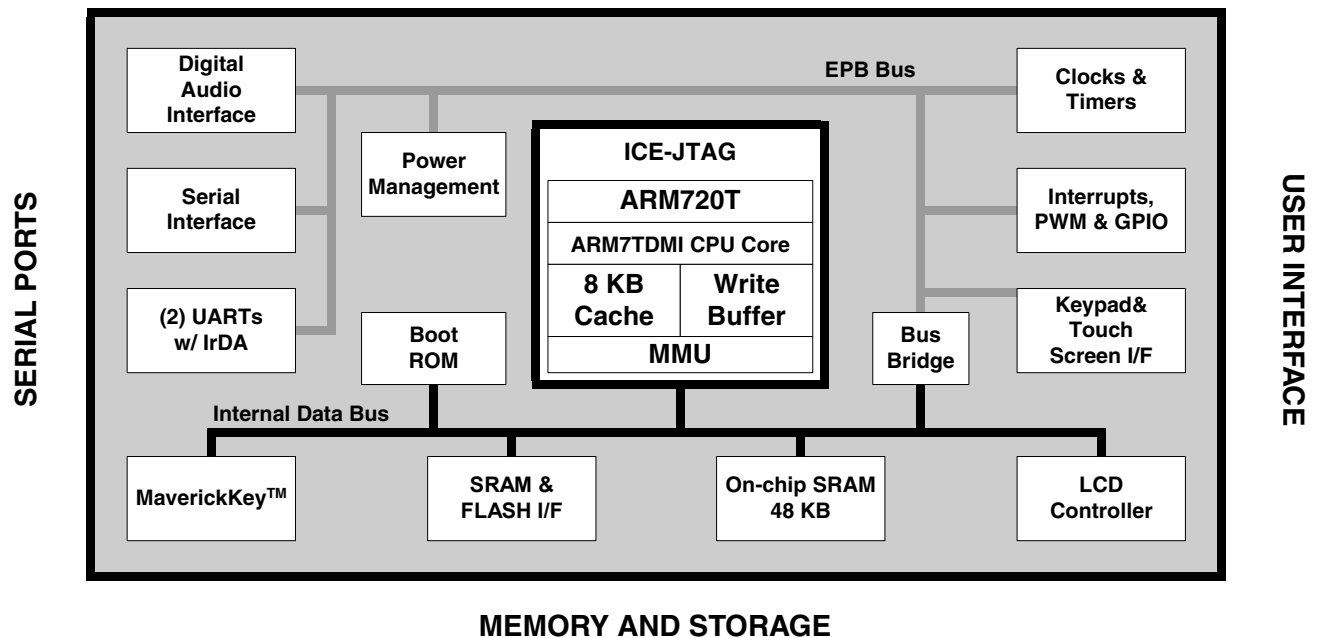 Digital
Audio
Interface
EPB Bus
Clocks &
Timers
Power
Management
ICE-JTAG
ARM720T
ARM7TDMI CPU Core
8 KB
Cache
Write
Buffer
MMU
Serial
Interface
Interrupts,
PWM & GPIO
(2) UARTs
w/ IrDA
Boot
ROM
Bus
Bridge
Keypad&
Touch
Screen I/F
Internal Data Bus
MaverickKey™
SRAM &
FLASH I/F
On-chip SRAM
48 KB
LCD
Controller
SERIAL PORTS
USER INTERFACE
MEMORY AND STORAGE